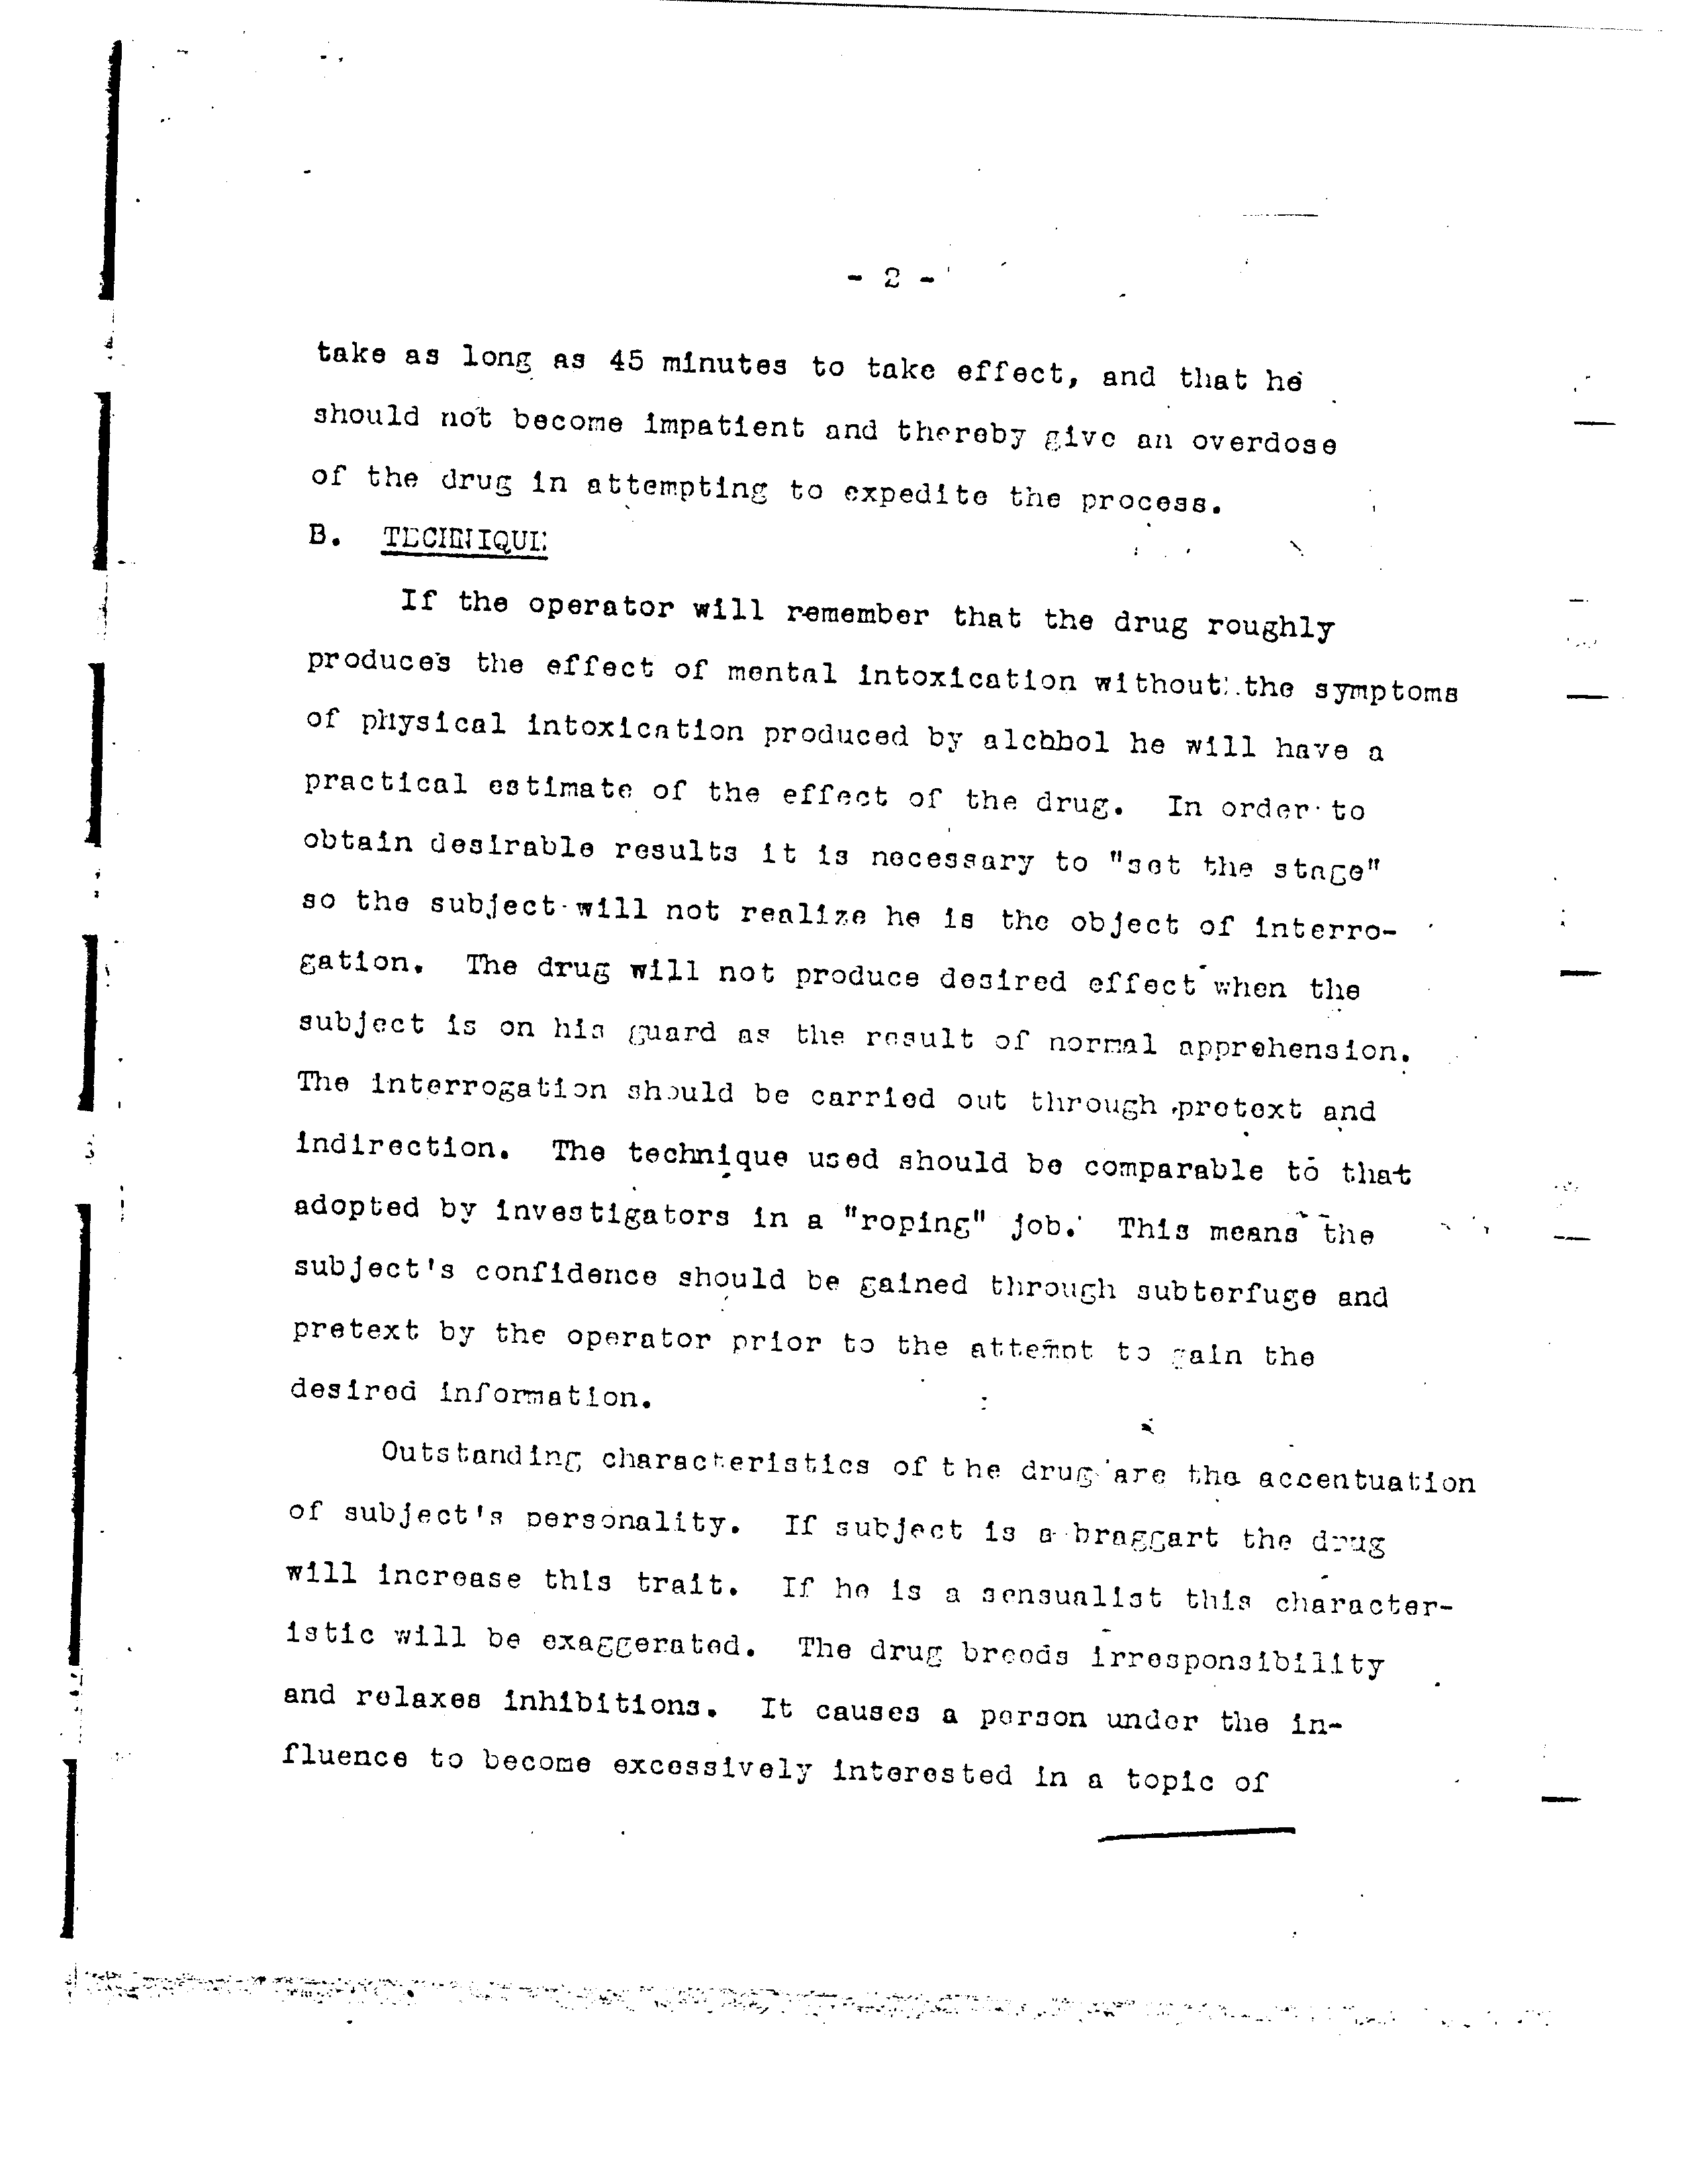 - 2 -
take as long as 45 minutes to take effect, and that he
should not become impatient and thereby give an overdose
of the drug in attempting to expedite the process.
B. TECHNIQUE
If the operator will remember that the drug roughly
produces the effect of mental intoxication without the symptoms
of physical intoxication produced by alchhol he will have a
practical estimate of the effect of the drug. In order to
obtain desirable results it is necessary to "set the stage"
so the subject will not realize he is the object of interro-
gation. The drug will not produce desired effect when the
subject is on his guard as the result of normal apprehension.
The interrogation should be carried out through pretext and
indirection. The technique used should be comparable to that
adopted by investigators in a "roping" job. This means the
subject's confidence should be gained through subterfuge and
pretext by the operator prior to the attempt to gain the
desired information.
Outstanding characteristics of the drug are the accentuation
of subject's personality. If subject is a braggart the drug
will increase this trait. If he is a sensualist this character-
istic will be exaggerated. The drug breeds irresponsibility
and relaxes inhibitions. It causes a person under the in-
fluence to become excessively interested in a topic of